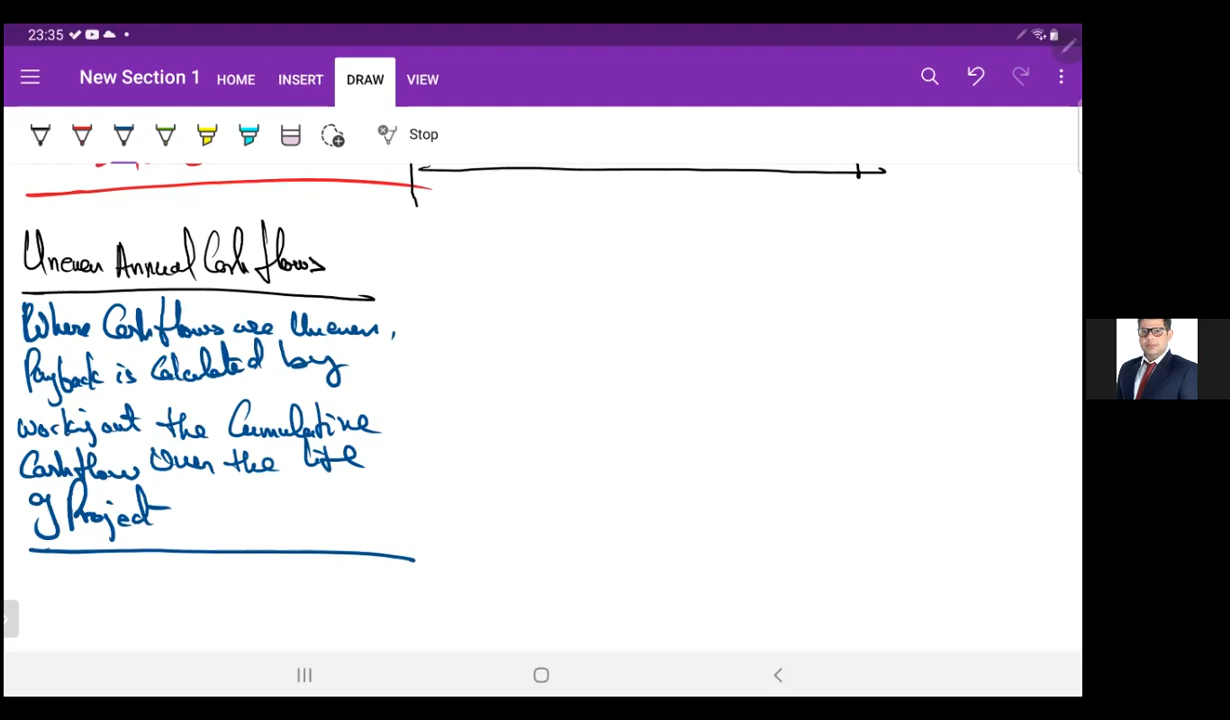 23:35
New Section 1 HOME INSERT DRAW VIEW
Stop
Uneven Annual Cash flows
Where Cashflows are Uneven,
Payback is Calculated by
working out the Cumulative
Cashflow Over the life
of Project